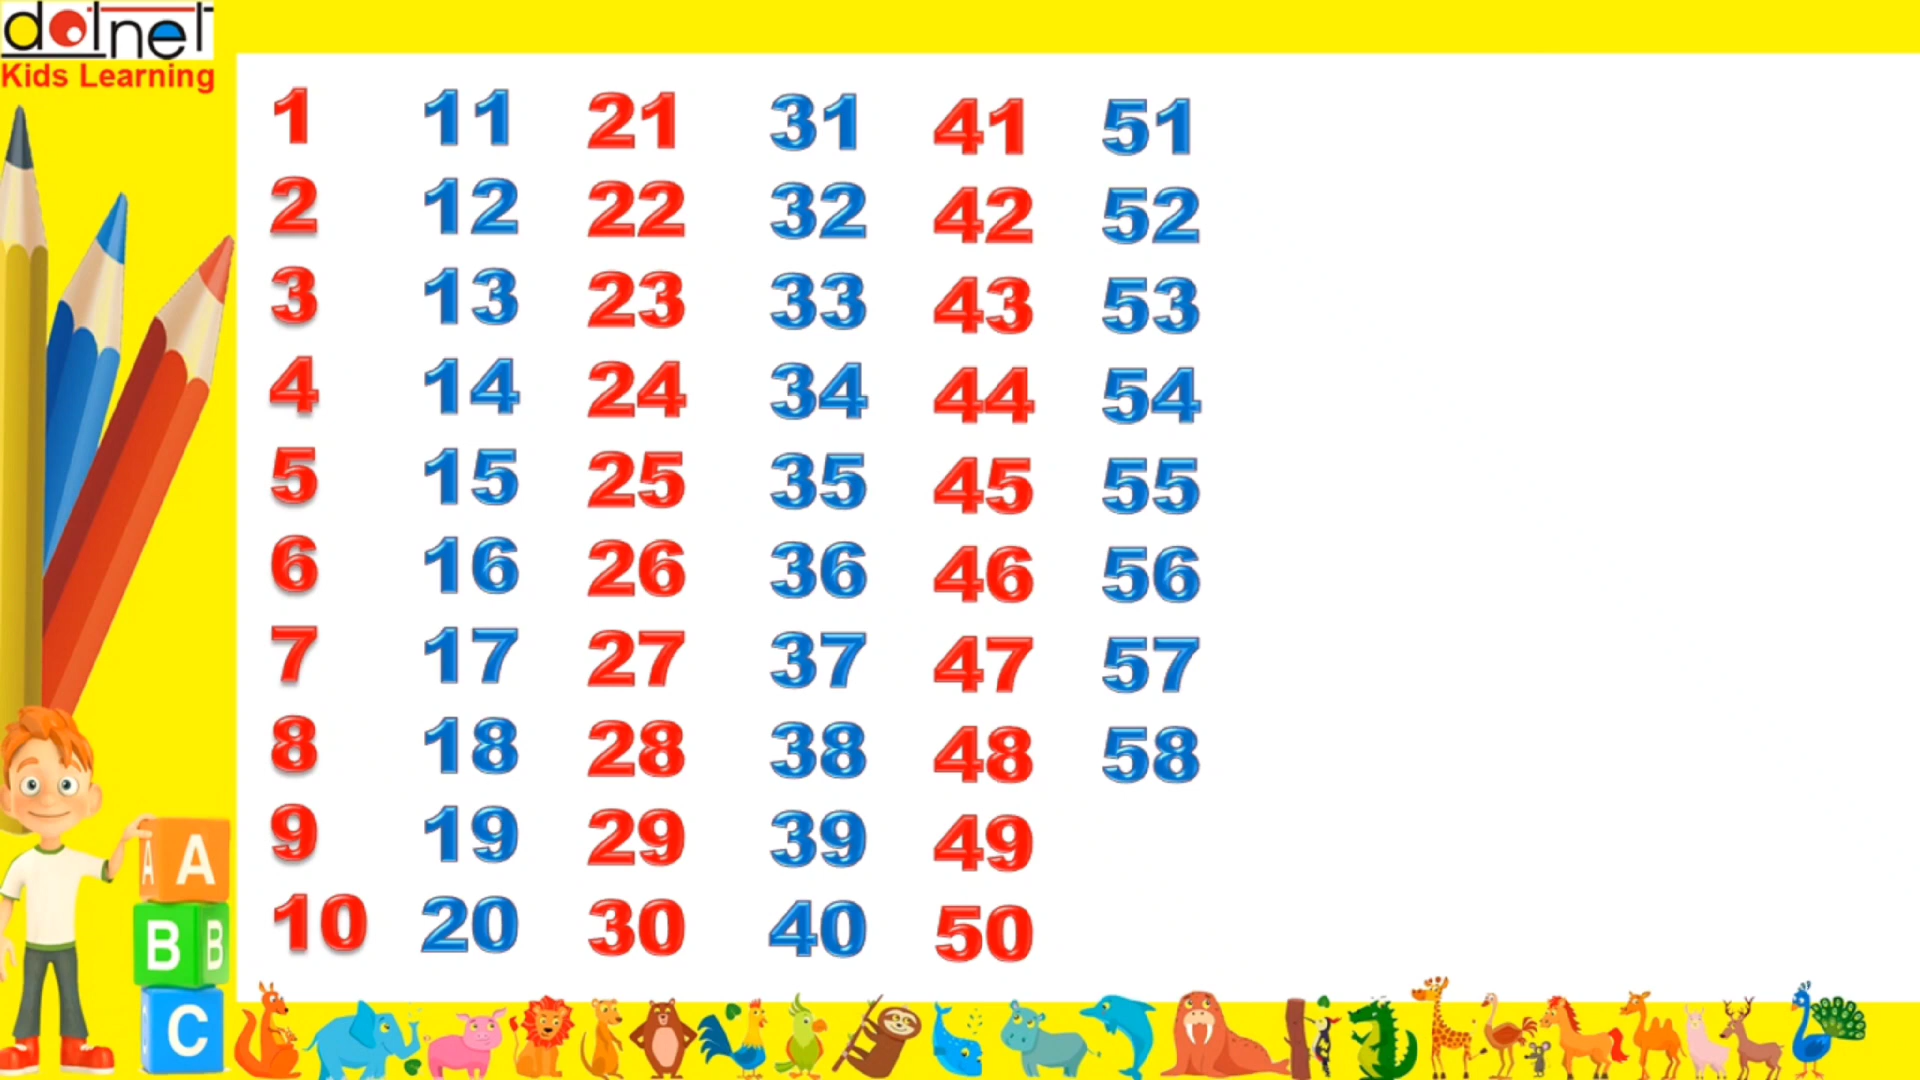 dotnet
Kids Learning
1 11 21 31 41 51
2 12 22 32 42 52
3 13 23 33 43 53
4 14 24 34 44 54
5 15 25 35 45 55
6 16 26 36 46 56
7 17 27 37 47 57
8 18 28 38 48 58
9 19 29 39 49
10 20 30 40 50
A A
B B
C C